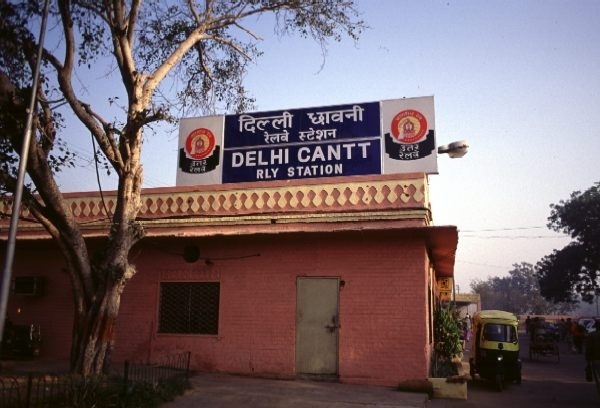 दिल्ली छावनी
रेलवे स्टेशन
DELHI CANTT
RLY STATION
उत्तर
रेलवे
उत्तर
रेलवे